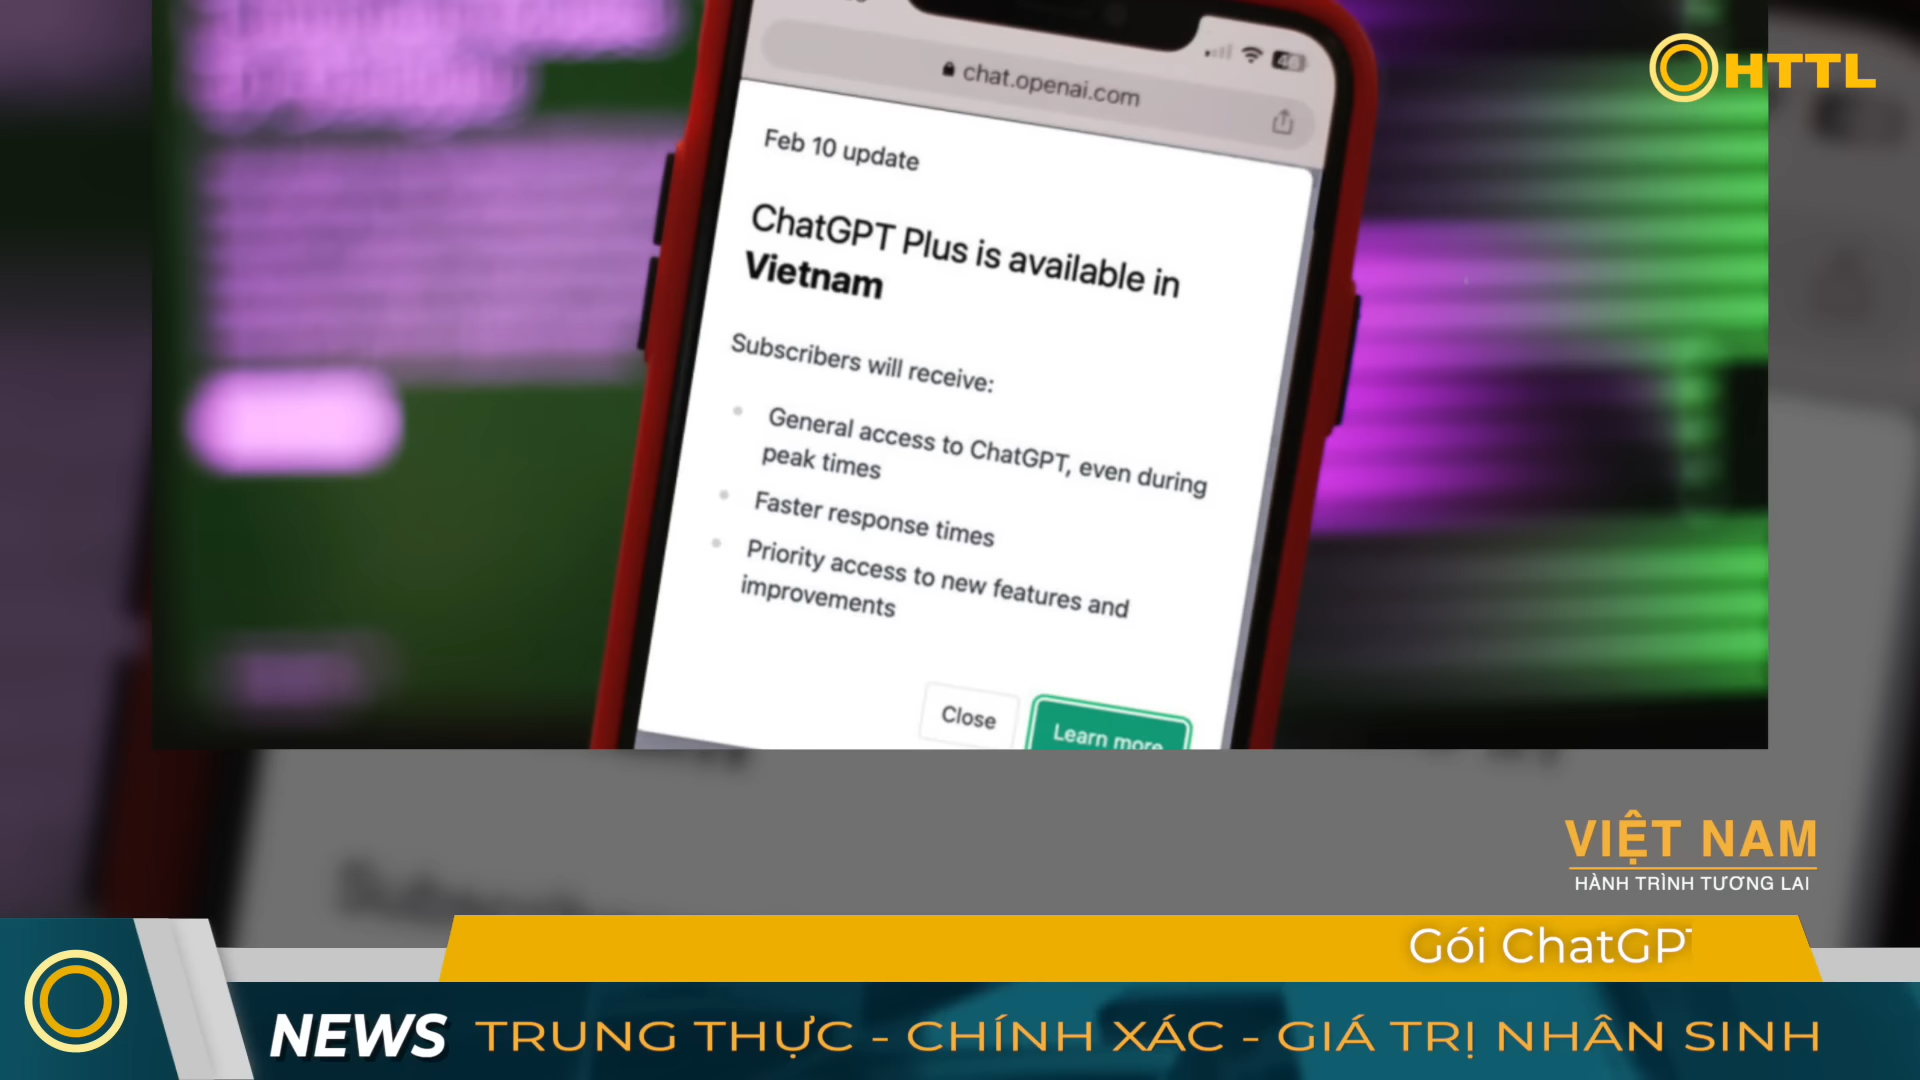 HTTL
chat.openai.com
Feb 10 update
ChatGPT Plus is available in
Vietnam
Subscribers will receive:
General access to ChatGPT, even during
peak times
Faster response times
Priority access to new features and
improvements
Close
Learn more
VIỆT NAM
HÀNH TRÌNH TƯƠNG LAI
Gói ChatGPT
NEWS
TRUNG THỰC - CHÍNH XÁC - GIÁ TRỊ NHÂN SINH